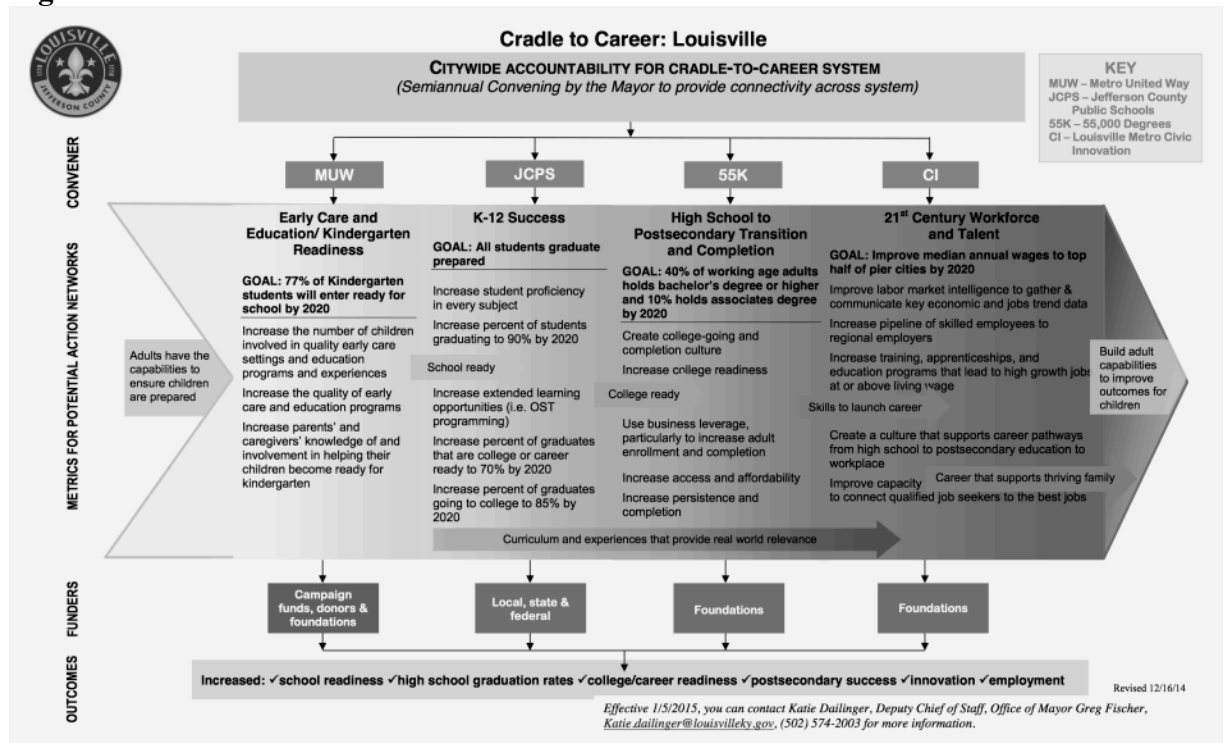 LOUISVILLE
1778
JEFFERSON COUNTY
Cradle to Career: Louisville
CITYWIDE ACCOUNTABILITY FOR CRADLE-TO-CAREER SYSTEM
(Semiannual Convening by the Mayor to provide connectivity across system)
KEY
MUW – Metro United Way
JCPS – Jefferson County
Public Schools
55K – 55,000 Degrees
CI – Louisville Metro Civic
Innovation
CONVENER
MUW
JCPS
55K
CI
METRICS FOR POTENTIAL ACTION NETWORKS
Adults have the
capabilities to
ensure children
are prepared
Early Care and
Education/ Kindergarten
Readiness
GOAL: 77% of Kindergarten
students will enter ready for
school by 2020
Increase the number of children
involved in quality early care
settings and education
programs and experiences
Increase the quality of early
care and education programs
Increase parents' and
caregivers' knowledge of and
involvement in helping their
children become ready for
kindergarten
K-12 Success
GOAL: All students graduate
prepared
Increase student proficiency
in every subject
Increase percent of students
graduating to 90% by 2020
School ready
Increase extended learning
opportunities (i.e. OST
programming)
Increase percent of graduates
that are college or career
ready to 70% by 2020
Increase percent of graduates
going to college to 85% by
2020
High School to
Postsecondary Transition
and Completion
GOAL: 40% of working age adults
holds bachelor's degree or higher
and 10% holds associates degree
by 2020
Create college-going and
completion culture
Increase college readiness
College ready
Use business leverage,
particularly to increase adult
enrollment and completion
Increase access and affordability
Increase persistence and
completion
21st Century Workforce
and Talent
GOAL: Improve median annual wages to top
half of pier cities by 2020
Improve labor market intelligence to gather &
communicate key economic and jobs trend data
Increase pipeline of skilled employees to
regional employers
Increase training, apprenticeships, and
education programs that lead to high growth jobs
at or above living wage
Skills to launch career
Create a culture that supports career pathways
from high school to postsecondary education to
workplace
Improve capacity
to connect qualified job seekers to the best jobs
Career that supports thriving family
Build adult
capabilities
to improve
outcomes for
children
Curriculum and experiences that provide real world relevance
FUNDERS
Campaign
funds, donors &
foundations
Local, state &
federal
Foundations
Foundations
OUTCOMES
Increased: ✓school readiness ✓high school graduation rates ✓college/career readiness ✓postsecondary success ✓innovation ✓employment
Revised 12/16/14
Effective 1/5/2015, you can contact Katie Dailinger, Deputy Chief of Staff, Office of Mayor Greg Fischer,
Katie.dailinger@louisvilleky.gov, (502) 574-2003 for more information.